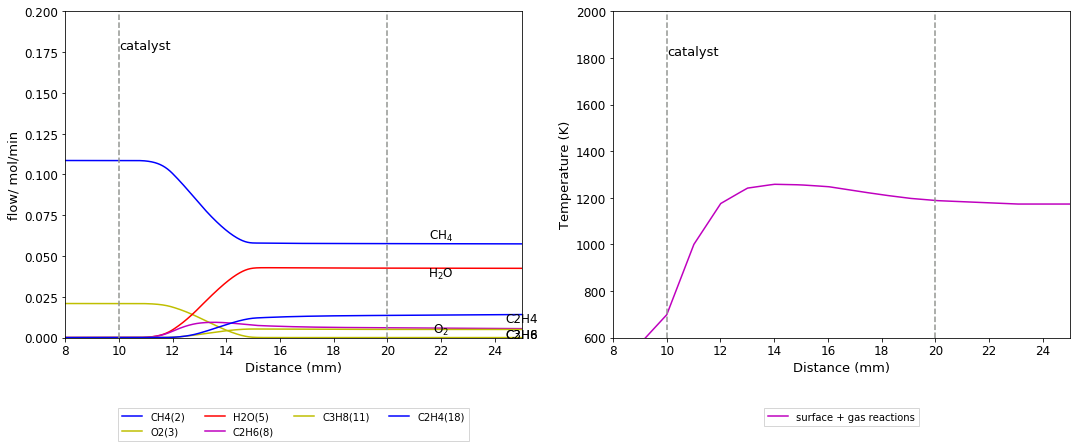 0.200
0.175
0.150
0.125
0.100
0.075
0.050
0.025
0.000
flow/ mol/min
catalyst
CH₄
H₂O
O₂
C2H4
C2H6
8 10 12 14 16 18 20 22 24
Distance (mm)
CH4(2) H2O(5) C3H8(11) C2H4(18)
O2(3) C2H6(8)
2000
1800
1600
1400
1200
1000
800
600
Temperature (K)
catalyst
8 10 12 14 16 18 20 22 24
Distance (mm)
surface + gas reactions